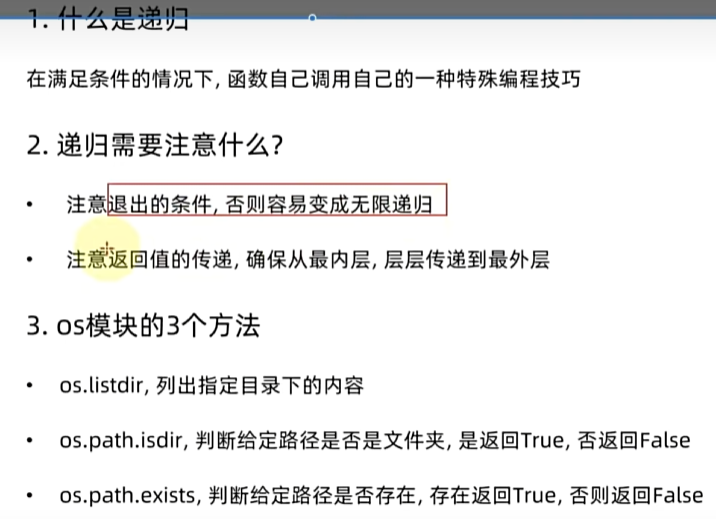 1. 什么是递归
在满足条件的情况下, 函数自己调用自己的一种特殊编程技巧
2. 递归需要注意什么?
• 注意退出的条件, 否则容易变成无限递归
• 注意返回值的传递, 确保从最内层, 层层传递到最外层
3. os模块的3个方法
• os.listdir, 列出指定目录下的内容
• os.path.isdir, 判断给定路径是否是文件夹, 是返回True, 否返回False
• os.path.exists, 判断给定路径是否存在, 存在返回True, 否则返回False